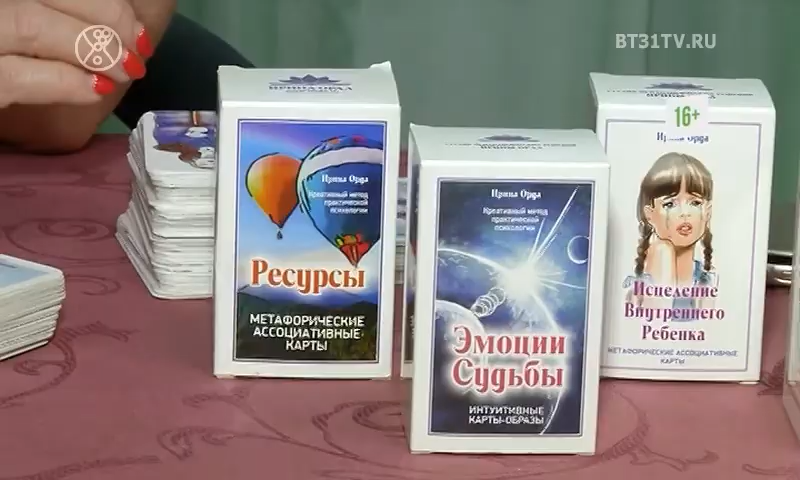 BT31TV.RU
Ирина Орда
Креативный метод
практической
психологии
Ресурсы
МЕТАФОРИЧЕСКИЕ
АССОЦИАТИВНЫЕ
КАРТЫ
Ирина Орда
Креативный метод
практической
психологии
Эмоции
Судьбы
ИНТУИТИВНЫЕ
КАРТЫ-ОБРАЗЫ
16+
Ирина Орда
Исцеление
Внутреннего
Ребенка
МЕТАФОРИЧЕСКИЕ АССОЦИАТИВНЫЕ
КАРТЫ